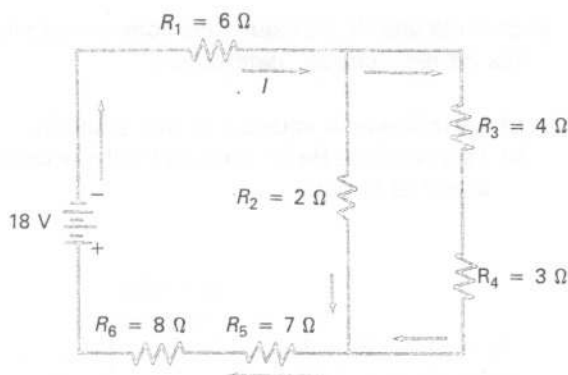 R₁ = 6 Ω
I
R₃ = 4 Ω
R₂ = 2 Ω
−
18 V
+
R₄ = 3 Ω
R₆ = 8 Ω
R₅ = 7 Ω